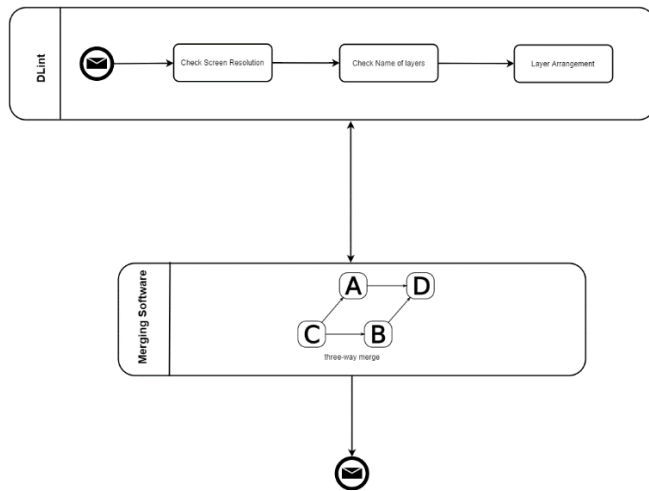 DLint
Check Screen Resolution
Check Name of layers
Layer Arrangement
Merging Software
A
D
C
B
three-way merge